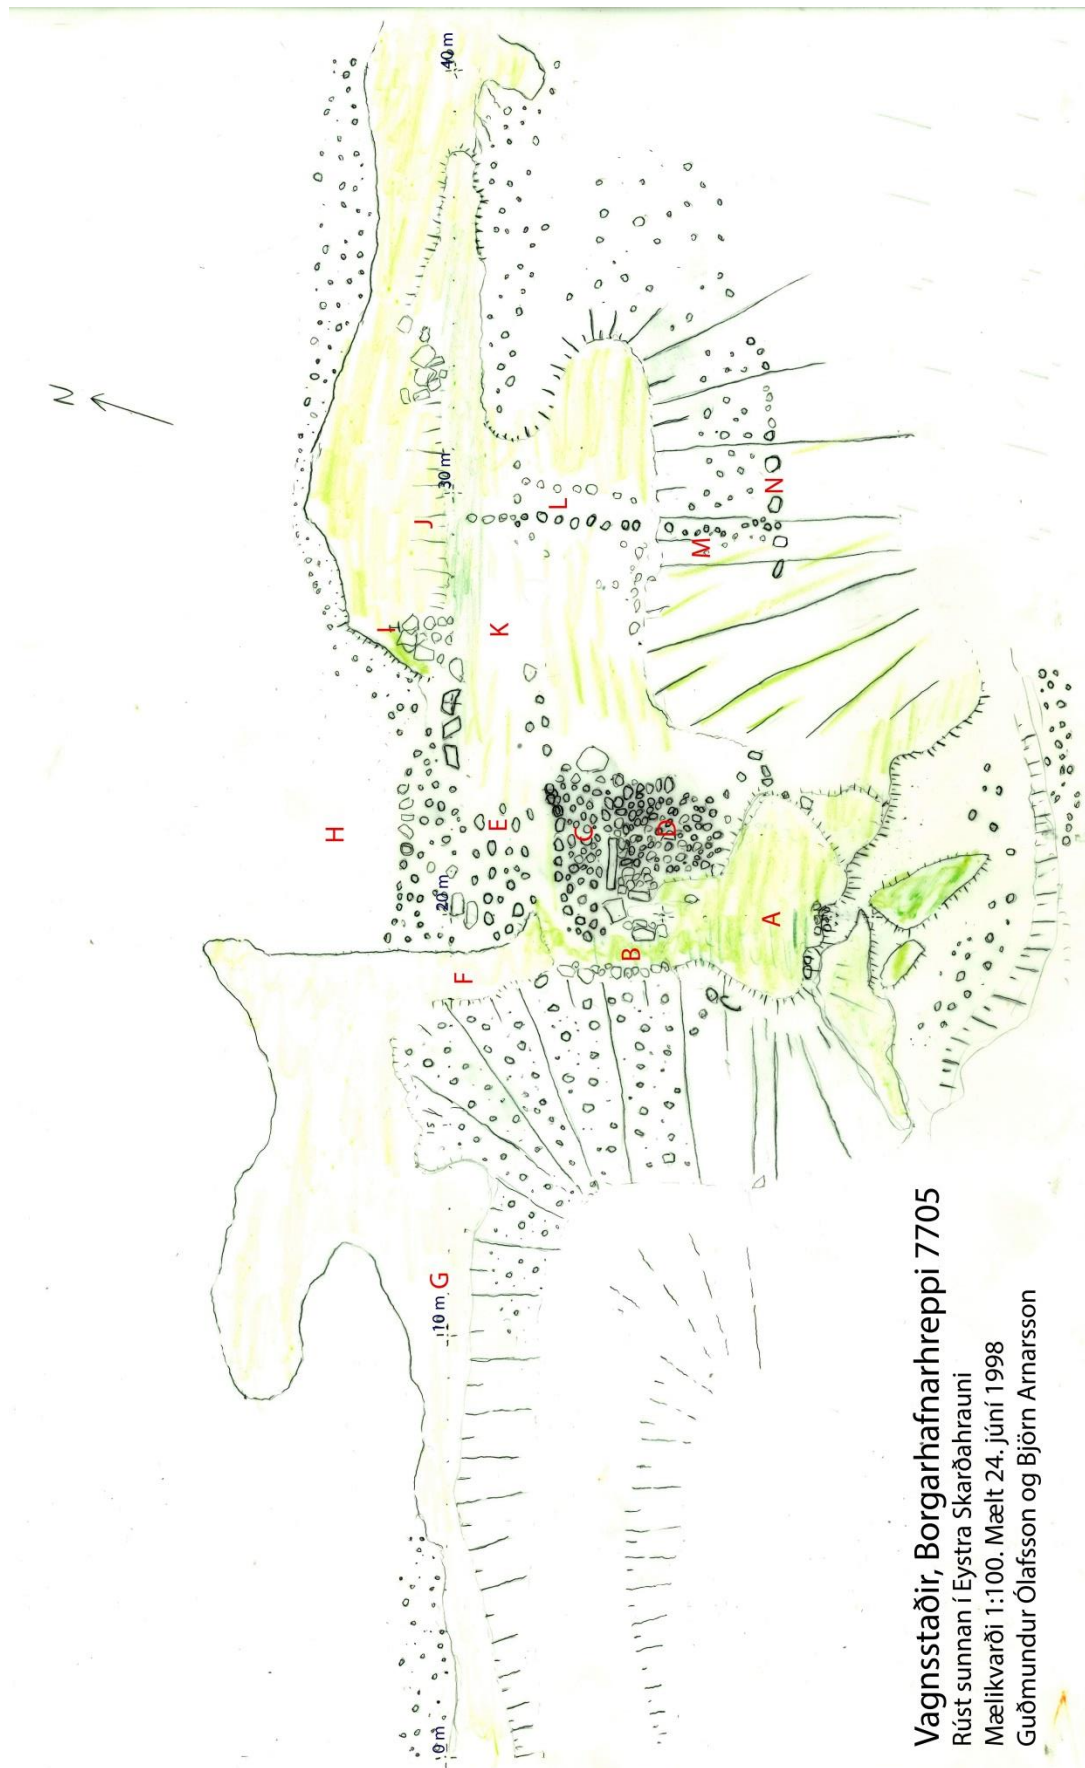 N
H
I
J
K
L
M
N
E
C
D
F
B
A
G
0 m
10 m
20 m
30 m
40 m
Vagnsstaðir, Borgarhafnarhreppi 7705
Rúst sunnan í Eystra Skarðahrauni
Mælikvarði 1:100. Mælt 24. júní 1998
Guðmundur Ólafsson og Björn Arnarsson